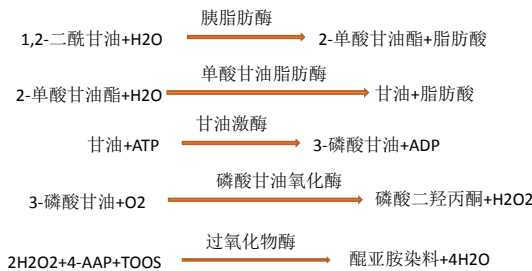 胰脂肪酶
1,2-二酰甘油+H2O 2-单酸甘油酯+脂肪酸
单酸甘油脂肪酶
2-单酸甘油酯+H2O 甘油+脂肪酸
甘油激酶
甘油+ATP 3-磷酸甘油+ADP
磷酸甘油氧化酶
3-磷酸甘油+O2 磷酸二羟丙酮+H2O2
过氧化物酶
2H2O2+4-AAP+TOOS 醌亚胺染料+4H2O